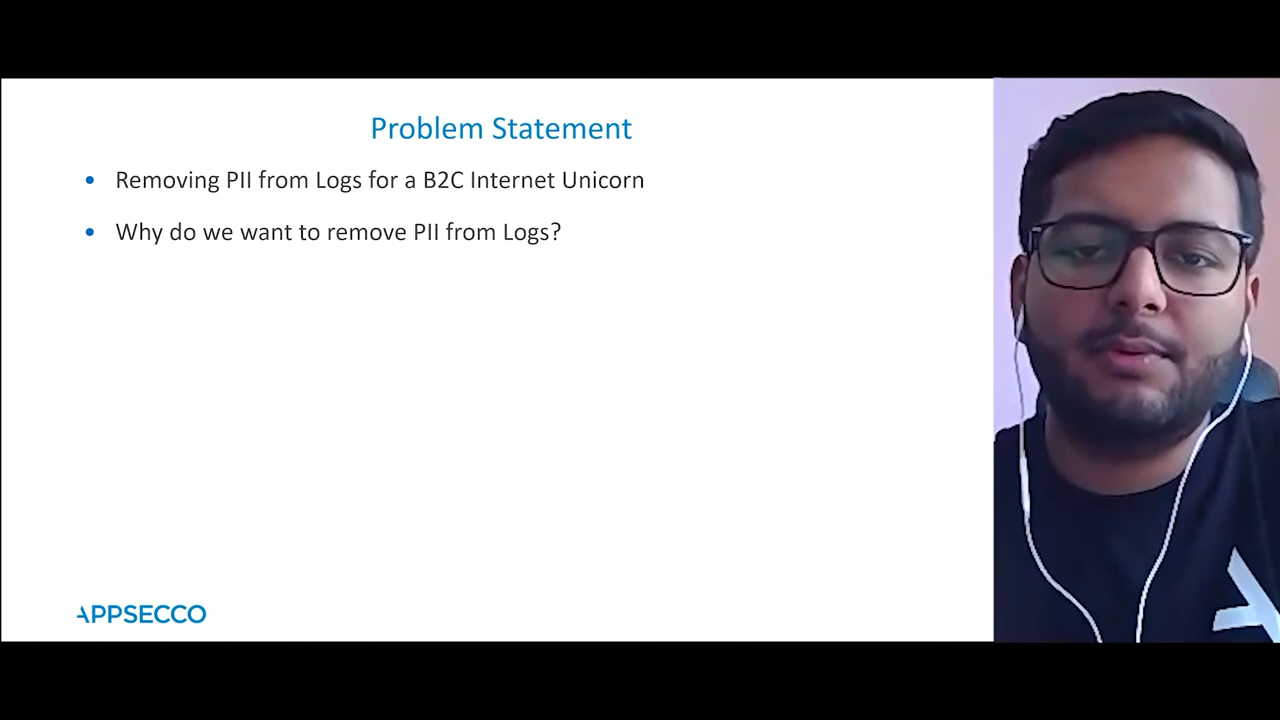 Problem Statement
• Removing PII from Logs for a B2C Internet Unicorn
• Why do we want to remove PII from Logs?
APPSECCO